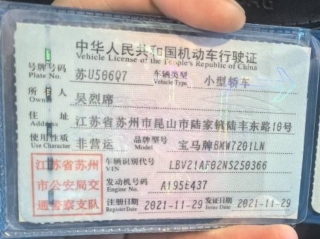 中华人民共和国机动车行驶证
Vehicle License of the People's Republic of China
号牌号码 苏U506Q7 车辆类型 小型轿车
Plate No. Vehicle Type
所有人 吴烈席
Owner
住址 江苏省苏州市昆山市陆家镇陆丰东路10号
Address
使用性质 非营运 品牌型号 宝马牌BMW7201LN
Use Character Model
江苏省苏州 车辆识别代号 LBV21AF02NS250366
VIN
市公安局交 发动机号码 A195E437
Engine No.
通警察支队 注册日期 2021-11-29 发证日期 2021-11-29
Register Date Issue Date